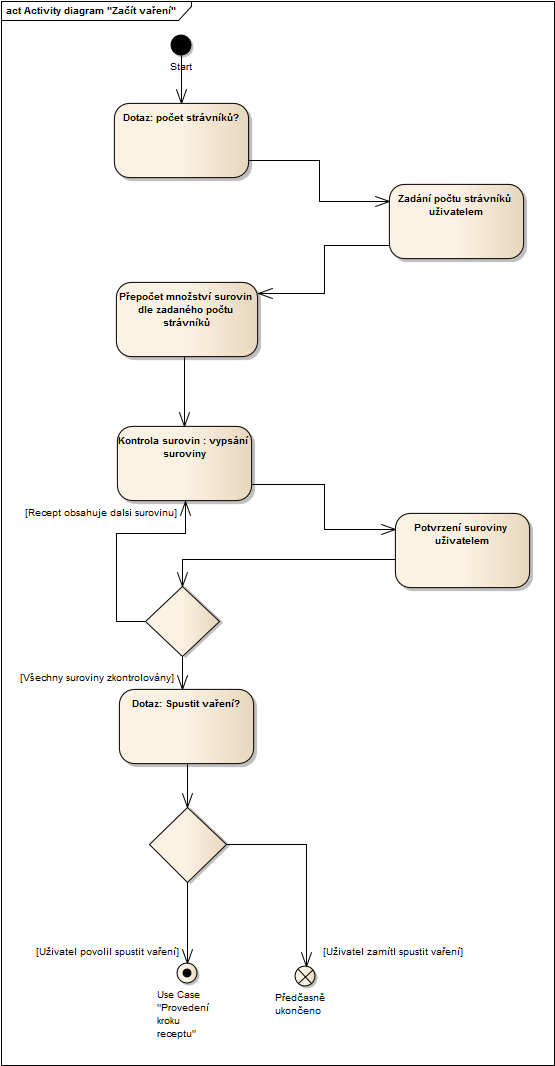 act Activity diagram "Začít vaření"
Start
Dotaz: počet strávníků?
Zadání počtu strávníků
uživatelem
Přepočet množství surovin
dle zadaného počtu
strávníků
Kontrola surovin : vypsání
suroviny
[Recept obsahuje dalsi surovinu]
Potvrzení suroviny
uživatelem
[Všechny suroviny zkontrolovány]
Dotaz: Spustit vaření?
[Uživatel povolil spustit vaření]
[Uživatel zamítl spustit vaření]
Use Case
"Provedení
kroku
receptu"
Předčasně
ukončeno